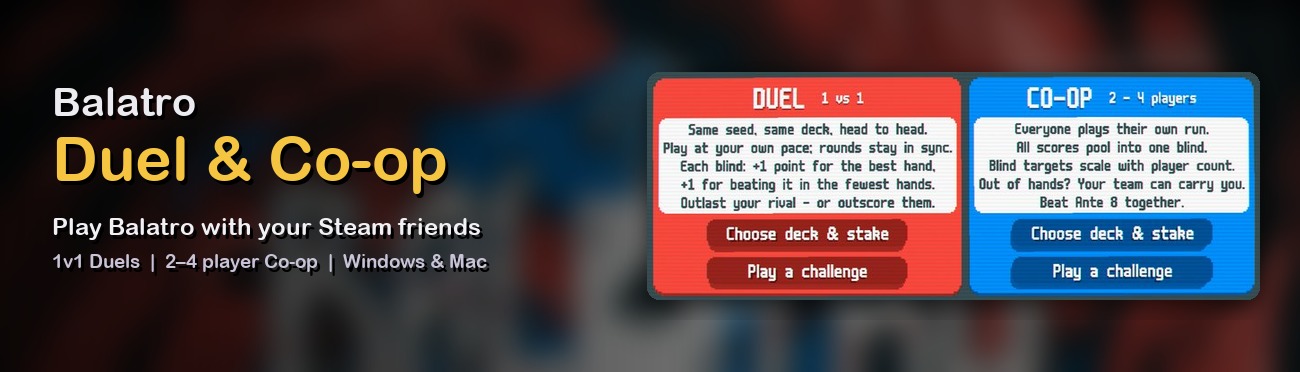 Balatro
Duel & Co-op
Play Balatro with your Steam friends
1v1 Duels | 2–4 player Co-op | Windows & Mac
DUEL 1 vs 1
Same seed, same deck, head to head.
Play at your own pace; rounds stay in sync.
Each blind: +1 point for the best hand,
+1 for beating it in the fewest hands.
Outlast your rival - or outscore them.
Choose deck & stake
Play a challenge
CO-OP 2 - 4 players
Everyone plays their own run.
All scores pool into one blind.
Blind targets scale with player count.
Out of hands? Your team can carry you.
Beat Ante 8 together.
Choose deck & stake
Play a challenge